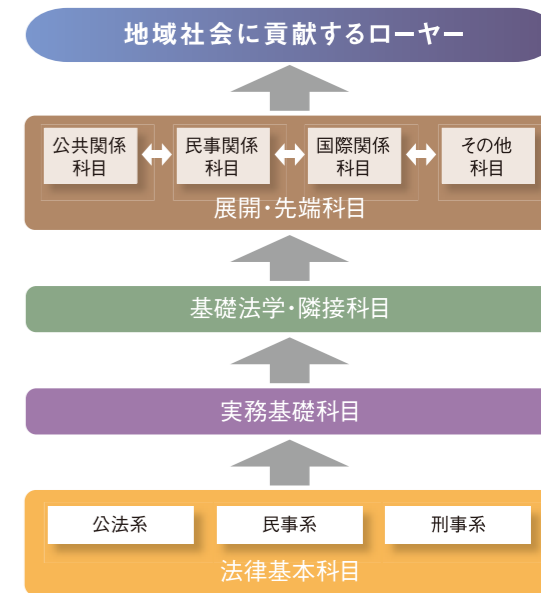 地域社会に貢献するローヤー
公共関係
科目
民事関係
科目
国際関係
科目
その他
科目
展開・先端科目
基礎法学・隣接科目
実務基礎科目
公法系
民事系
刑事系
法律基本科目